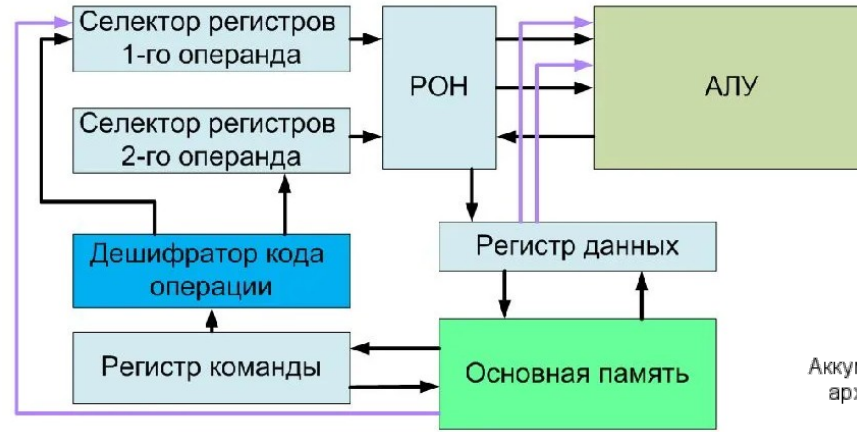 Селектор регистров
1-го операнда
РОН
АЛУ
Селектор регистров
2-го операнда
Дешифратор кода
операции
Регистр данных
Регистр команды
Основная память